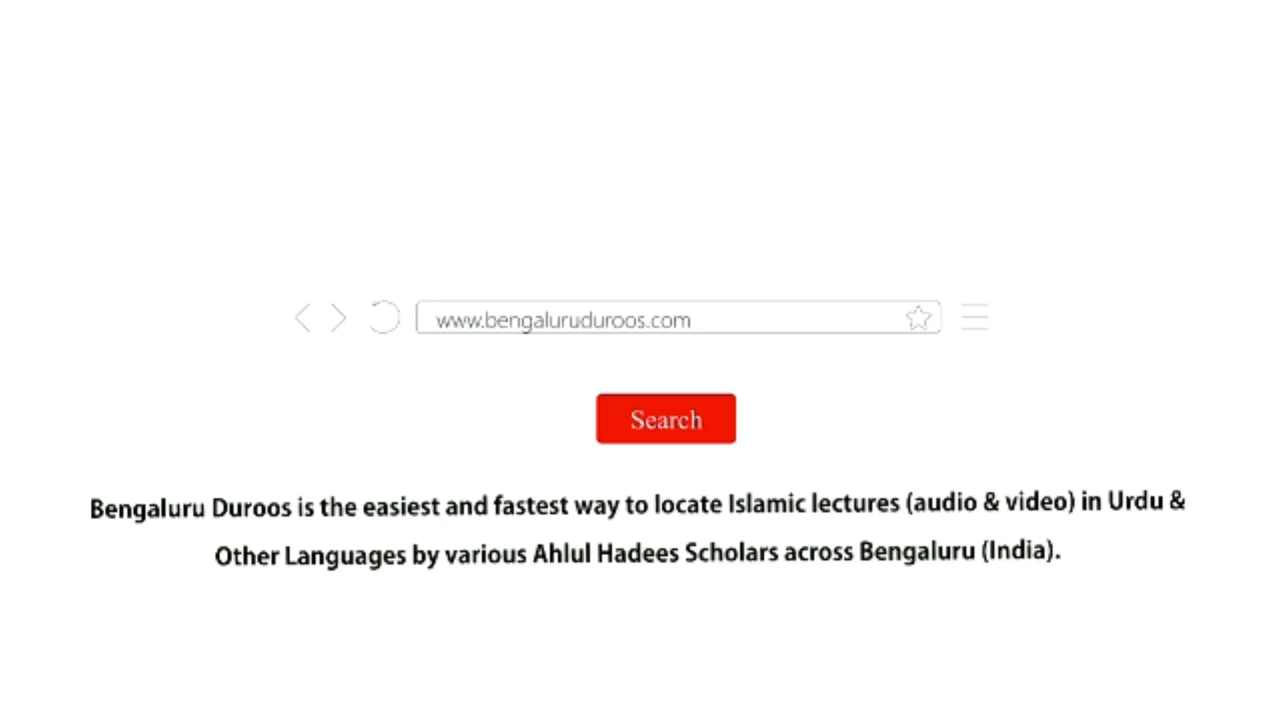 www.bengaluruduroos.com
Search
Bengaluru Duroos is the easiest and fastest way to locate Islamic lectures (audio & video) in Urdu &
Other Languages by various Ahlul Hadees Scholars across Bengaluru (India).